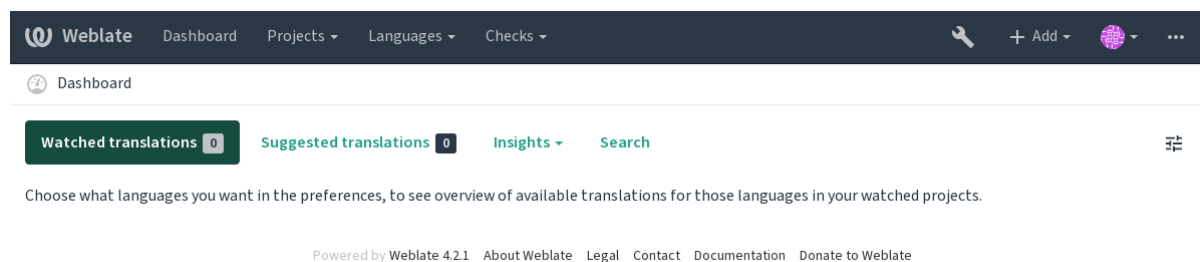 Weblate Dashboard Projects Languages Checks + Add
Dashboard
Watched translations 0 Suggested translations 0 Insights Search
Choose what languages you want in the preferences, to see overview of available translations for those languages in your watched projects.
Powered by Weblate 4.2.1 About Weblate Legal Contact Documentation Donate to Weblate